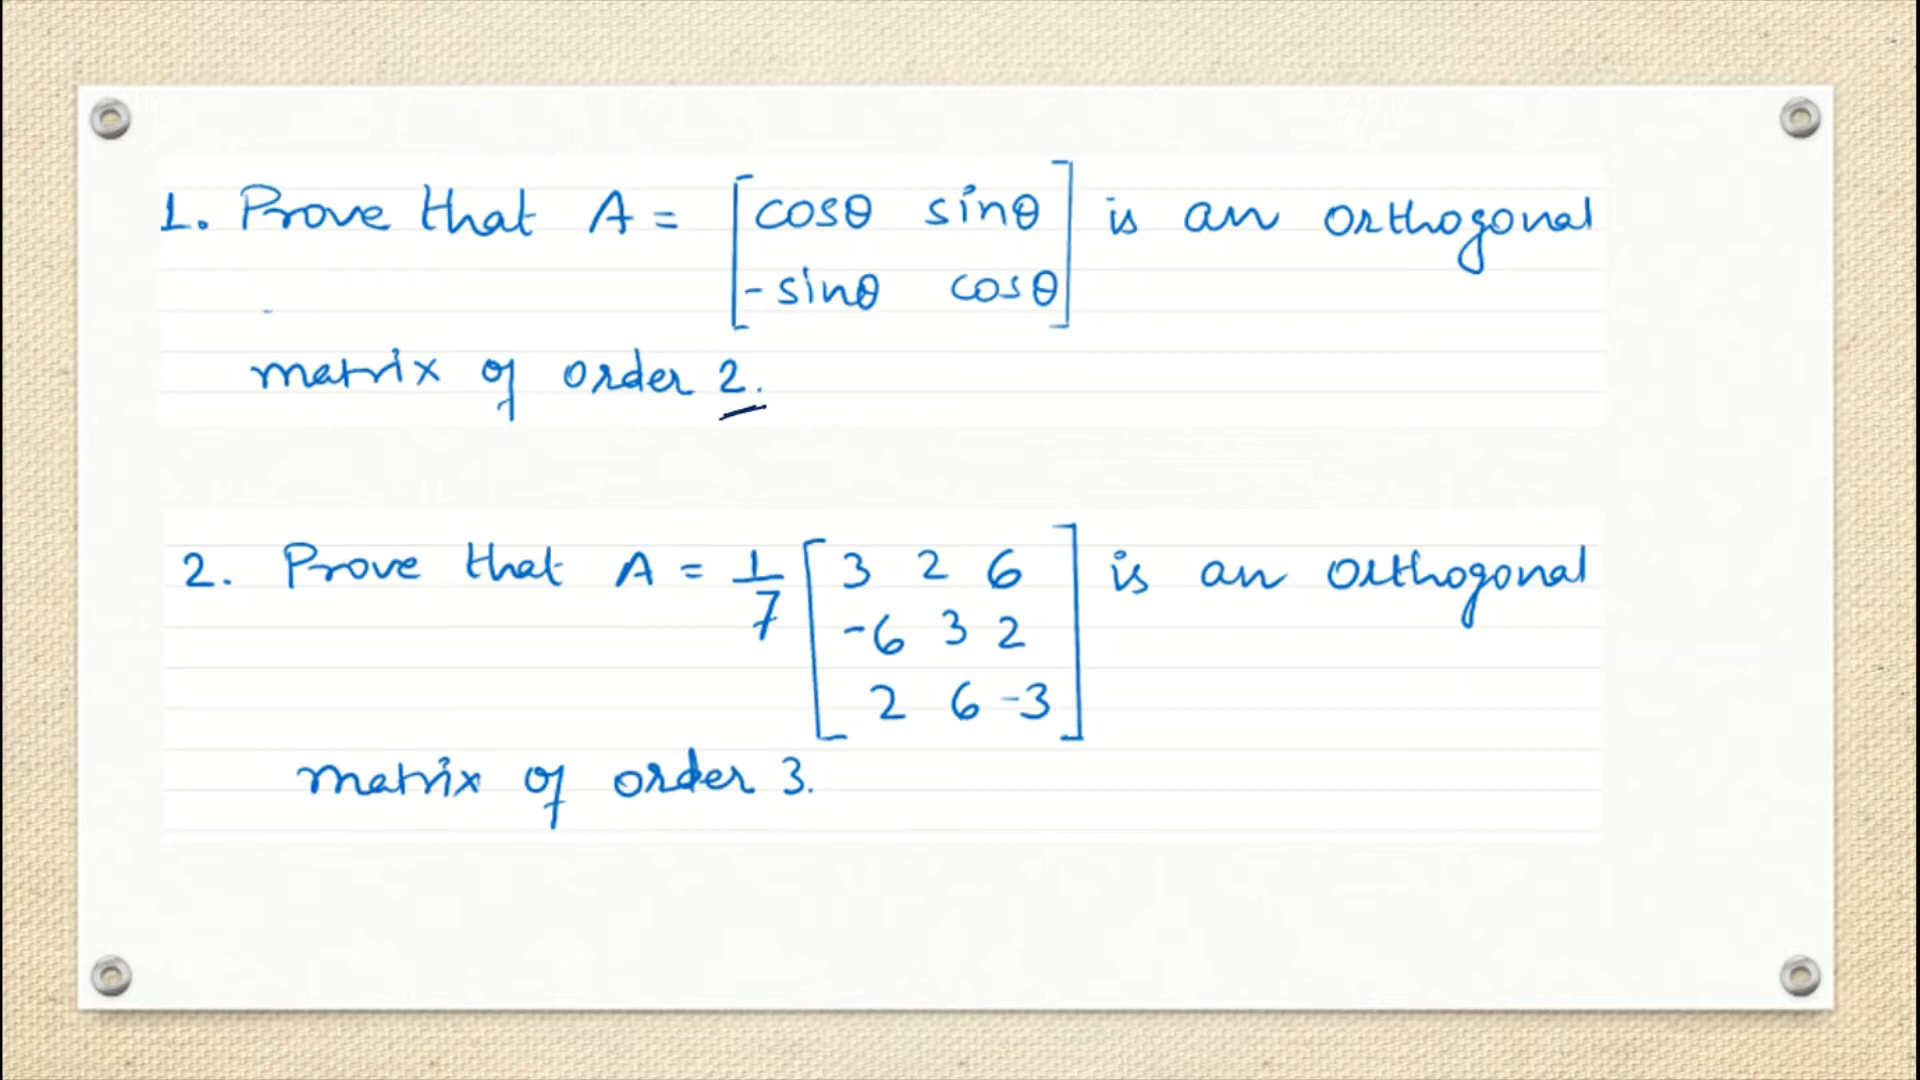 1. Prove that A = [cosθ sinθ] is an orthogonal
[-sinθ cosθ]
matrix of order 2.
2. Prove that A = 1/7 [3 2 6] is an orthogonal
[-6 3 2]
[2 6 -3]
matrix of order 3.